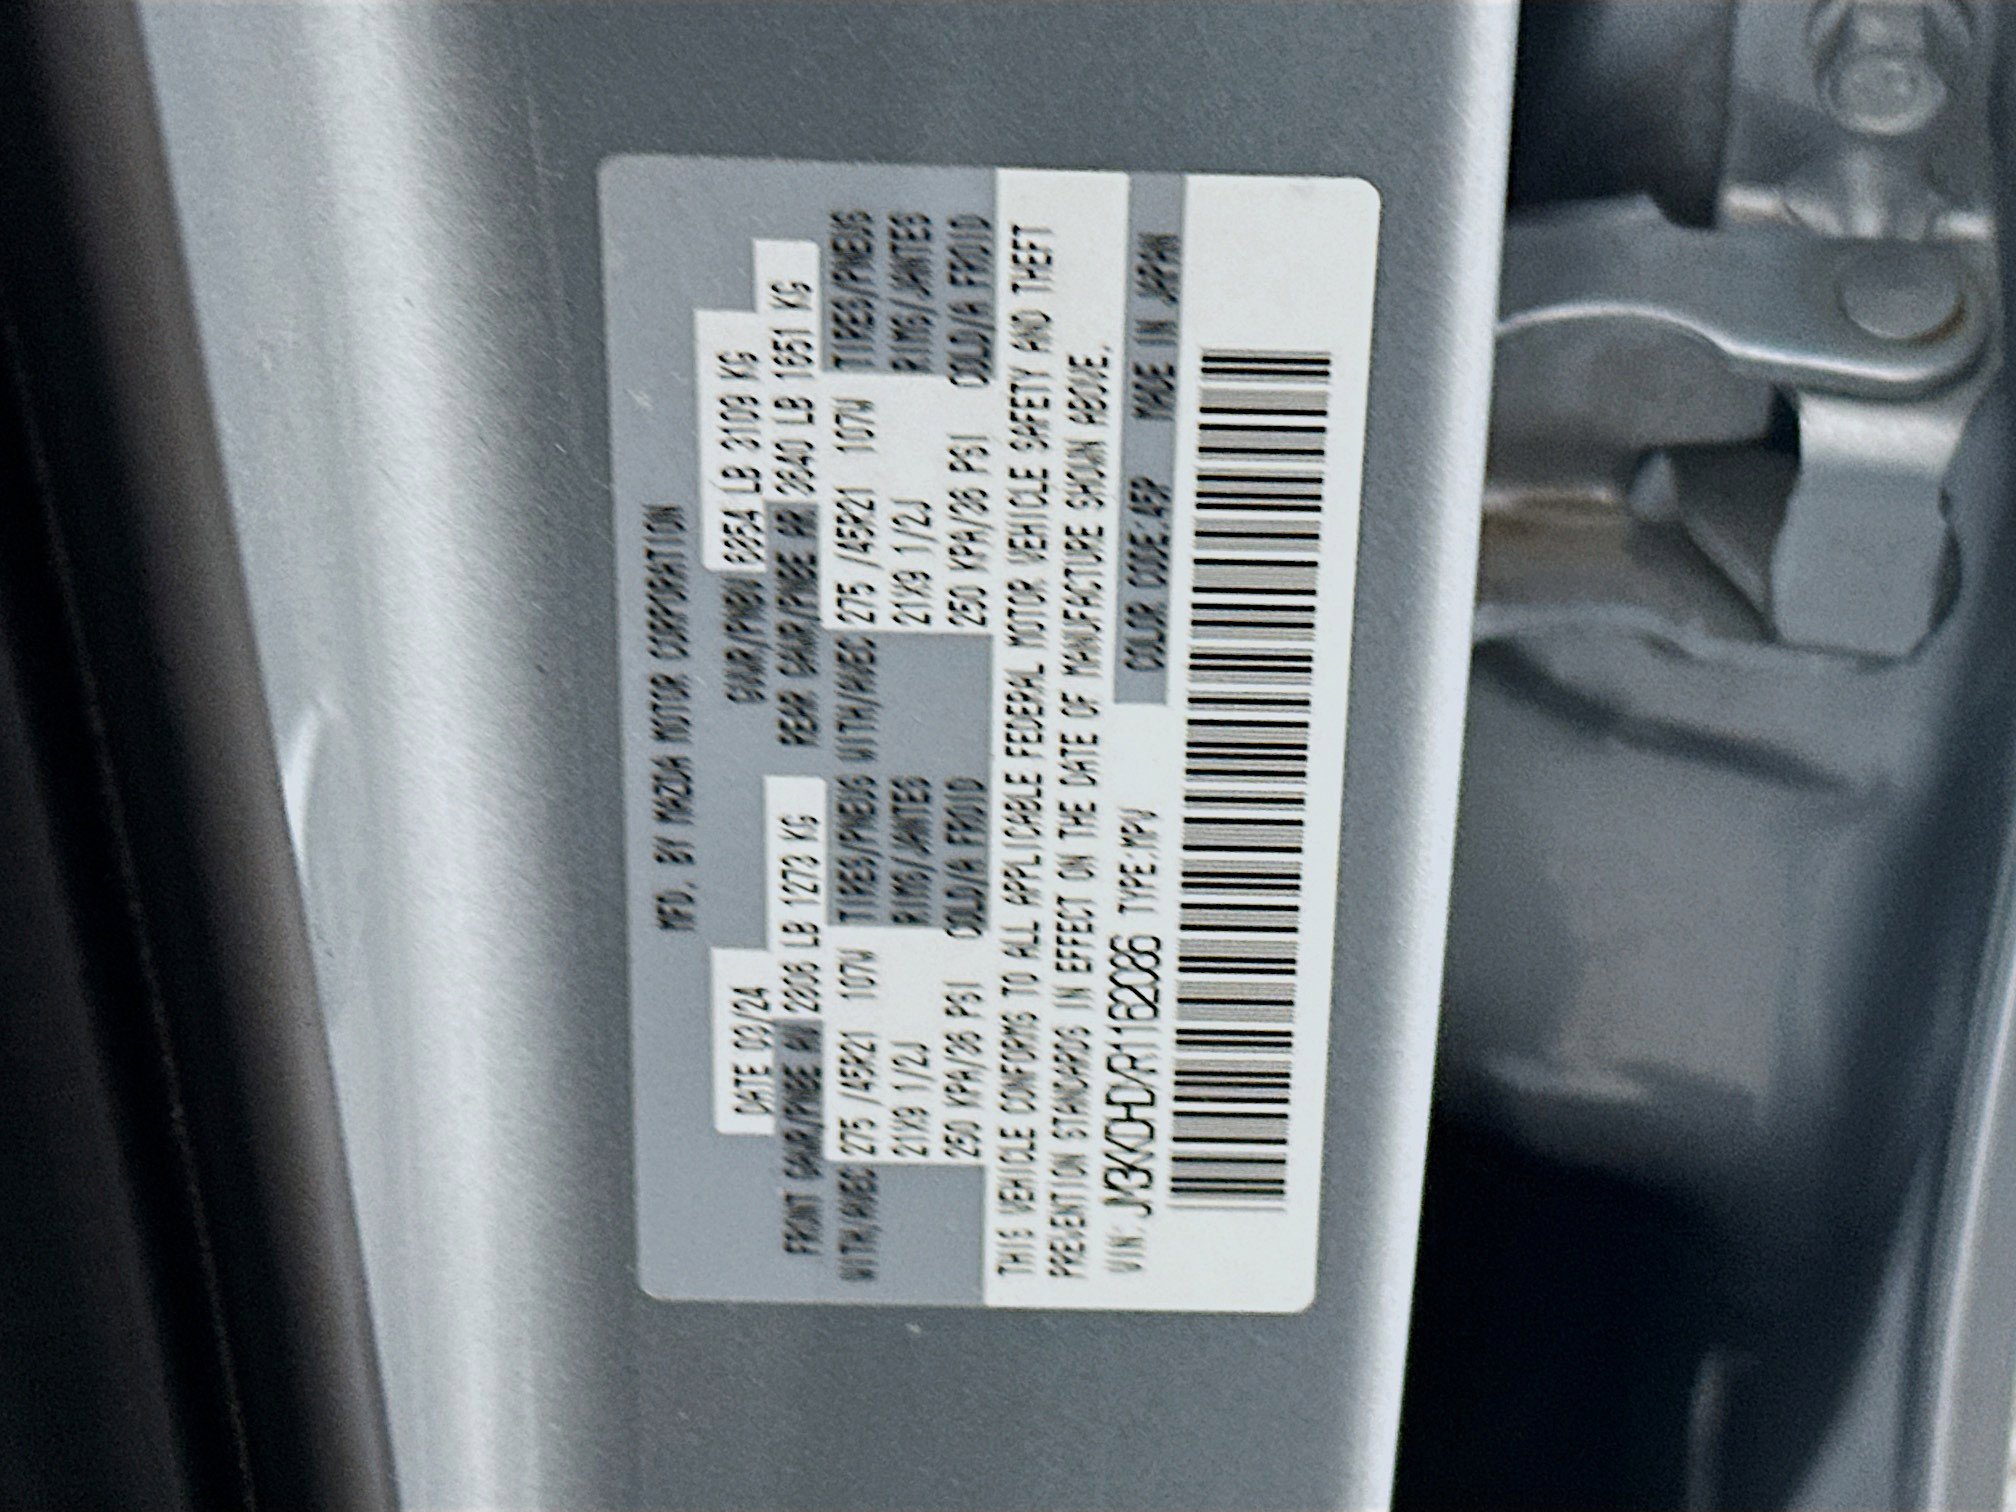 MFD. BY MAZDA MOTOR CORPORATION
DATE 03/24 GVWR/PNBV 6854 LB 3109 KG
FRONT GAWR/PNBE AV 2806 LB 1273 KG REAR GAWR/PNBE AR 3640 LB 1651 KG
WITH/AVEC 275 /45R21 107W TIRES/PNEUS WITH/AVEC 275 /45R21 107W TIRES/PNEUS
21X9 1/2J RIMS/JANTES 21X9 1/2J RIMS/JANTES
250 KPA/36 PSI COLD/A FROID 250 KPA/36 PSI COLD/A FROID
THIS VEHICLE CONFORMS TO ALL APPLICABLE FEDERAL MOTOR VEHICLE SAFETY AND THEFT
PREVENTION STANDARDS IN EFFECT ON THE DATE OF MANUFACTURE SHOWN ABOVE.
VIN: JM3KKDHDXR1162086 TYPE:MPV COLOR CODE:45P MADE IN JAPAN